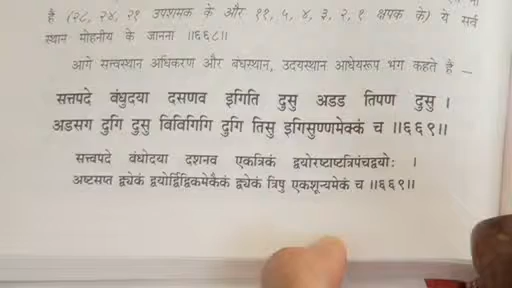 है (२८, २४, २१ उपशमक के और ११, ५, ४, ३, २, १ क्षपक के) ये सर्व
स्थान मोहनीय के जानना ।।६६८।।
आगे सत्त्वस्थान अधिकरण और बंधस्थान, उदयस्थान आधेयरूप भंग कहते है –
सत्तपदे बंधुदया दसणव इगिति दुसु अडड तिपण दुसु ।
अडसग दुगि दुसु विविगिगि दुगि तिसु इगिसुण्णमेक्कं च ।।६६९।।
सत्त्वपदे बंधोदया दशनव एकत्रिकं द्वयोरष्टाष्टत्रिपंचद्वयोः ।
अष्टसप्त द्व्येकं द्वयोर्द्विद्विकमेकैकं द्व्येकं त्रिषु एकशून्यमेकं च ।।६६९।।